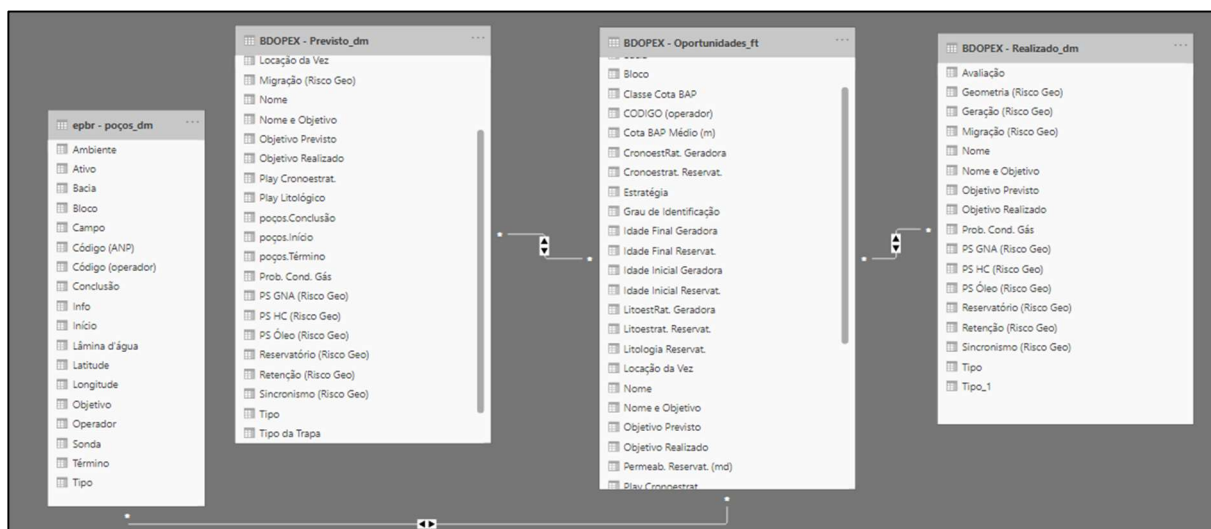 epbr - poços_dm
Ambiente
Ativo
Bacia
Bloco
Campo
Código (ANP)
Código (operador)
Conclusão
Info
Início
Lâmina d'água
Latitude
Longitude
Objetivo
Operador
Sonda
Término
Tipo
BDOPEX - Previsto_dm
Locação da Vez
Migração (Risco Geo)
Nome
Nome e Objetivo
Objetivo Previsto
Objetivo Realizado
Play Cronoestrat.
Play Litológico
poços.Conclusão
poços.Início
poços.Término
Prob. Cond. Gás
PS GNA (Risco Geo)
PS HC (Risco Geo)
PS Óleo (Risco Geo)
Reservatório (Risco Geo)
Retenção (Risco Geo)
Sincronismo (Risco Geo)
Tipo
Tipo da Trapa
BDOPEX - Oportunidades_ft
Bloco
Classe Cota BAP
CODIGO (operador)
Cota BAP Médio (m)
CronoestRat. Geradora
Cronoestrat. Reservat.
Estratégia
Grau de Identificação
Idade Final Geradora
Idade Final Reservat.
Idade Inicial Geradora
Idade Inicial Reservat.
LitoestRat. Geradora
Litoestrat. Reservat.
Litologia Reservat.
Locação da Vez
Nome
Nome e Objetivo
Objetivo Previsto
Objetivo Realizado
Permeab. Reservat. (md)
Play Cronoestrat.
BDOPEX - Realizado_dm
Avaliação
Geometria (Risco Geo)
Geração (Risco Geo)
Migração (Risco Geo)
Nome
Nome e Objetivo
Objetivo Previsto
Objetivo Realizado
Prob. Cond. Gás
PS GNA (Risco Geo)
PS HC (Risco Geo)
PS Óleo (Risco Geo)
Reservatório (Risco Geo)
Retenção (Risco Geo)
Sincronismo (Risco Geo)
Tipo
Tipo_1